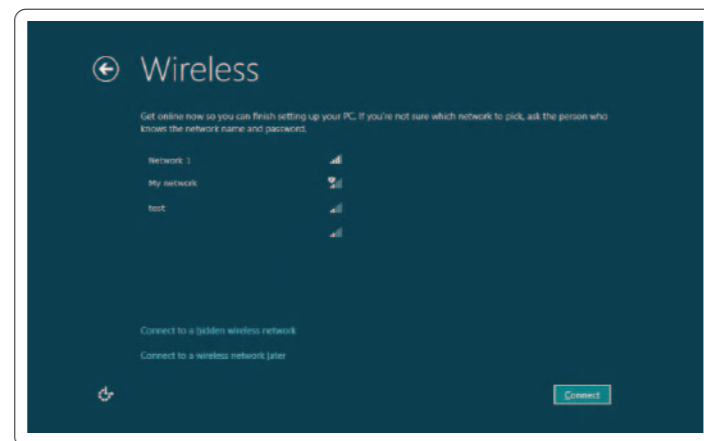 Wireless
Get online now so you can finish setting up your PC. If you're not sure which network to pick, ask the person who
knows the network name and password.
Network 1
My network
test
Connect to a hidden wireless network
Connect to a wireless network later
Connect